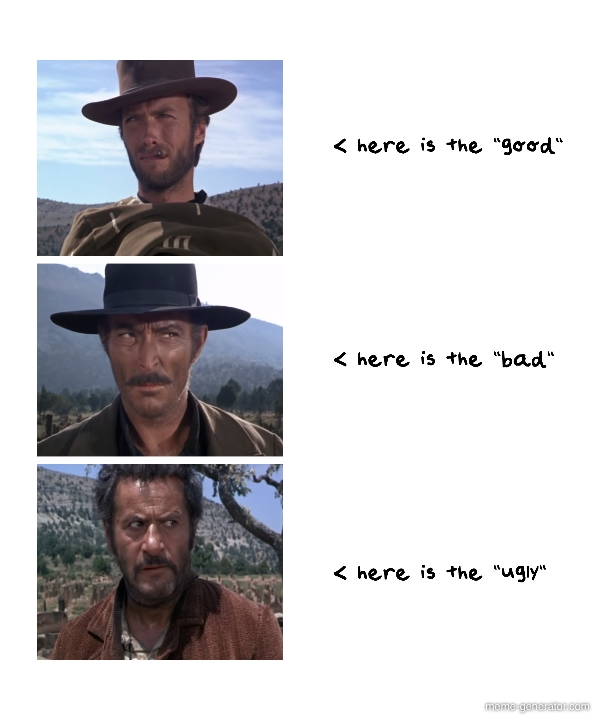 < here is the "good"
< here is the "bad"
< here is the "ugly"
meme-generator.com